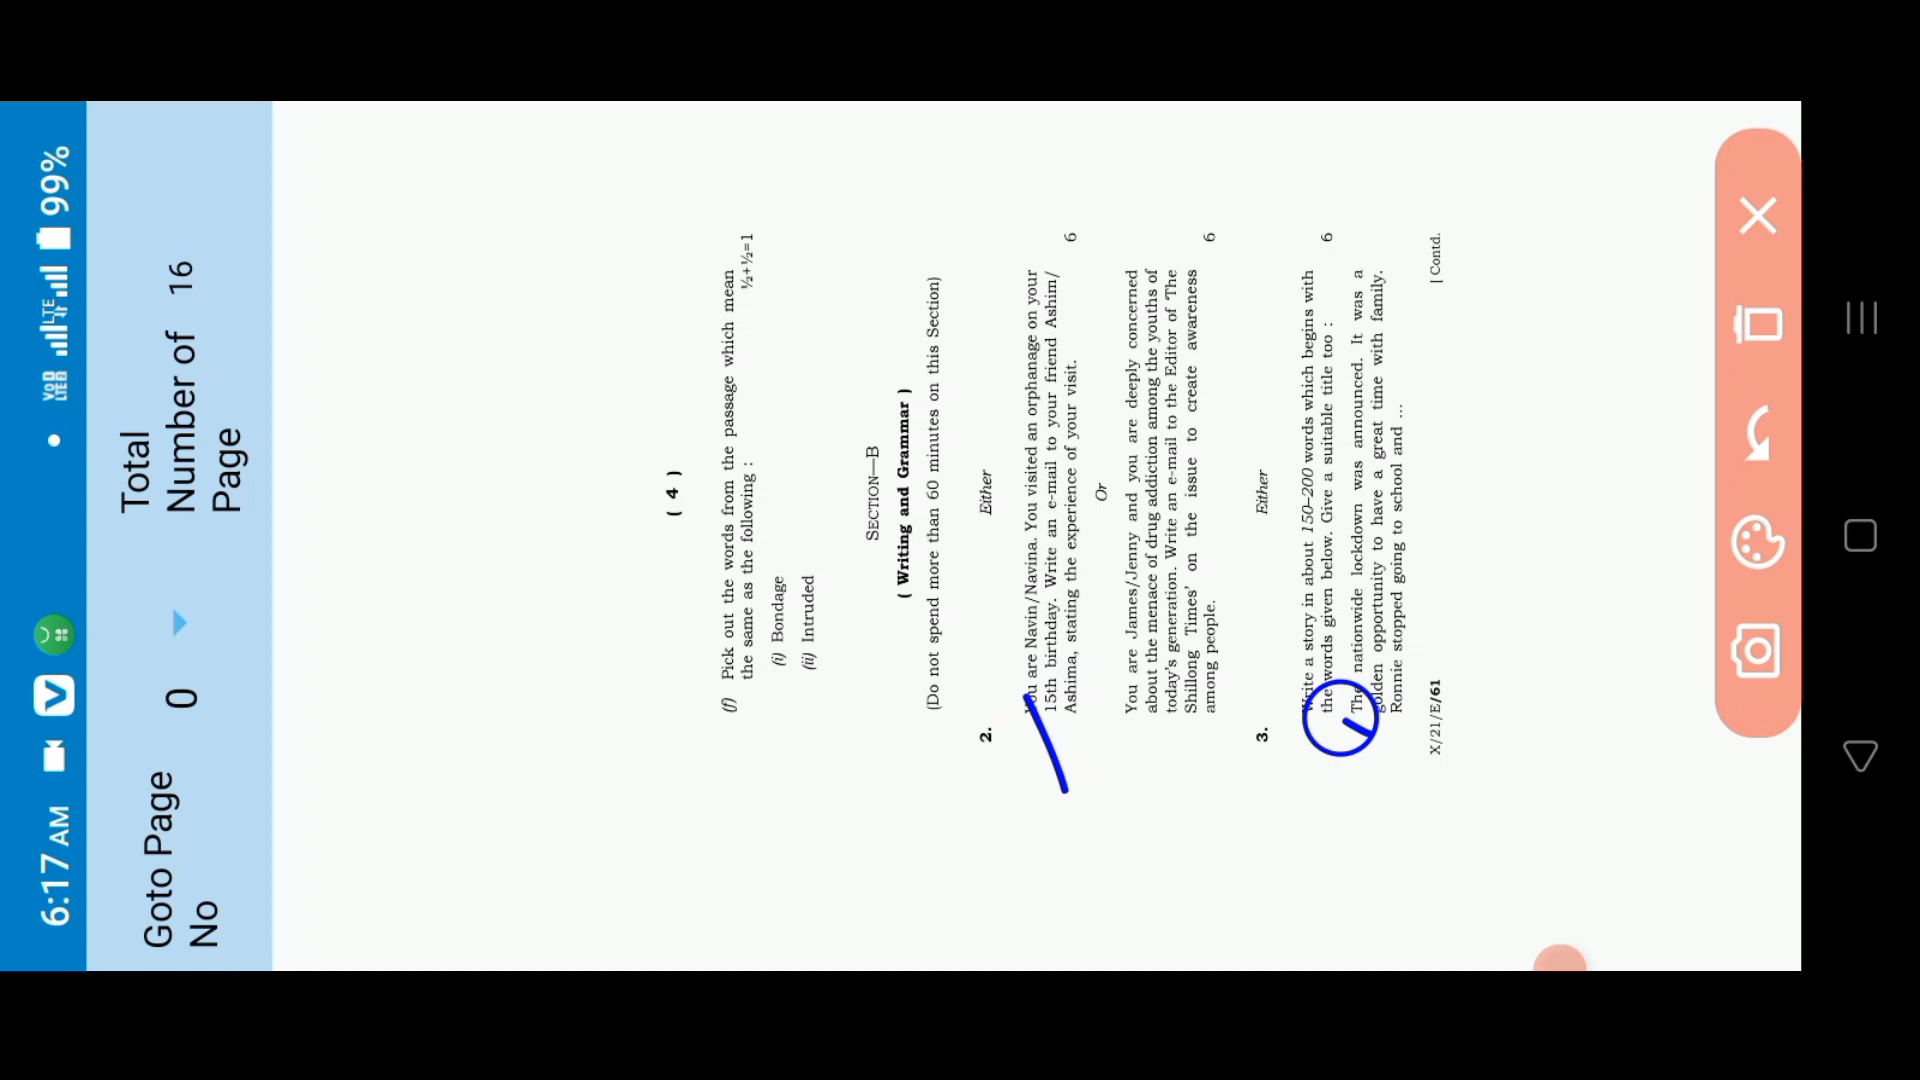 6:17 AM
VoD
LTE2
LTE
99%
Goto Page
No
0
Total
Number of
Page
16
( 4 )
(f) Pick out the words from the passage which mean
the same as the following : ½+½=1
(i) Bondage
(ii) Intruded
SECTION—B
( Writing and Grammar )
(Do not spend more than 60 minutes on this Section)
2. Either
You are Navin/Navina. You visited an orphanage on your
15th birthday. Write an e-mail to your friend Ashim/
Ashima, stating the experience of your visit. 6
Or
You are James/Jenny and you are deeply concerned
about the menace of drug addiction among the youths of
today's generation. Write an e-mail to the Editor of 'The
Shillong Times' on the issue to create awareness
among people. 6
3. Either
Write a story in about 150–200 words which begins with
the words given below. Give a suitable title too : 6
The nationwide lockdown was announced. It was a
golden opportunity to have a great time with family.
Ronnie stopped going to school and ...
X/21/E/61 [ Contd.